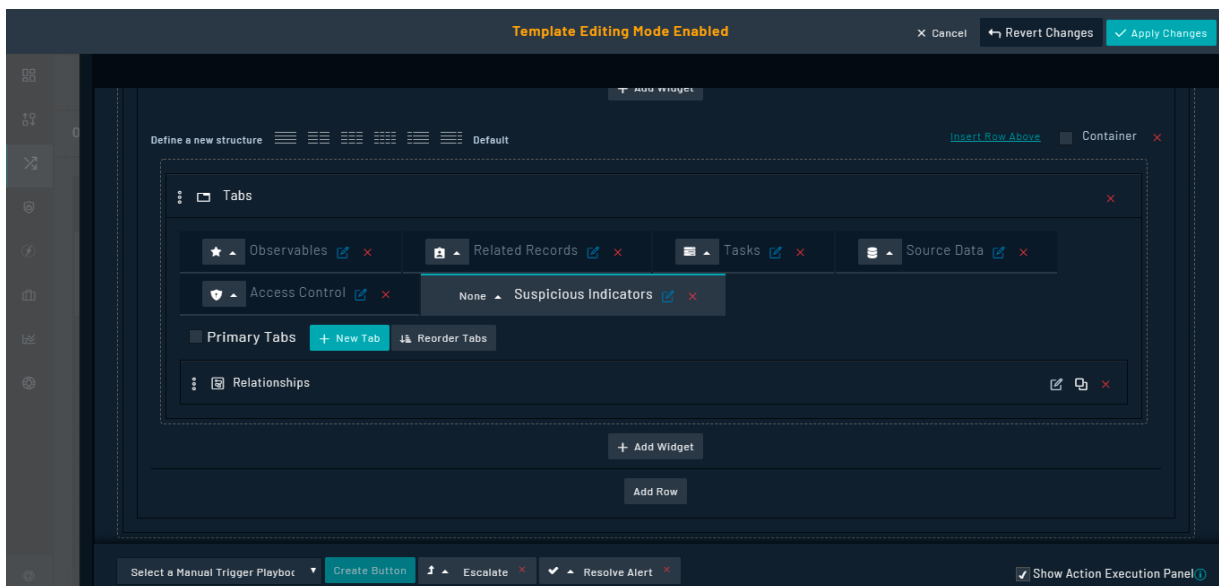 Template Editing Mode Enabled
Cancel
Revert Changes
Apply Changes
+ Add Widget
Define a new structure
Default
Insert Row Above
Container
Tabs
Observables
Related Records
Tasks
Source Data
Access Control
None
Suspicious Indicators
Primary Tabs
+ New Tab
Reorder Tabs
Relationships
+ Add Widget
Add Row
Select a Manual Trigger Playboo
Create Button
Escalate
Resolve Alert
Show Action Execution Panel